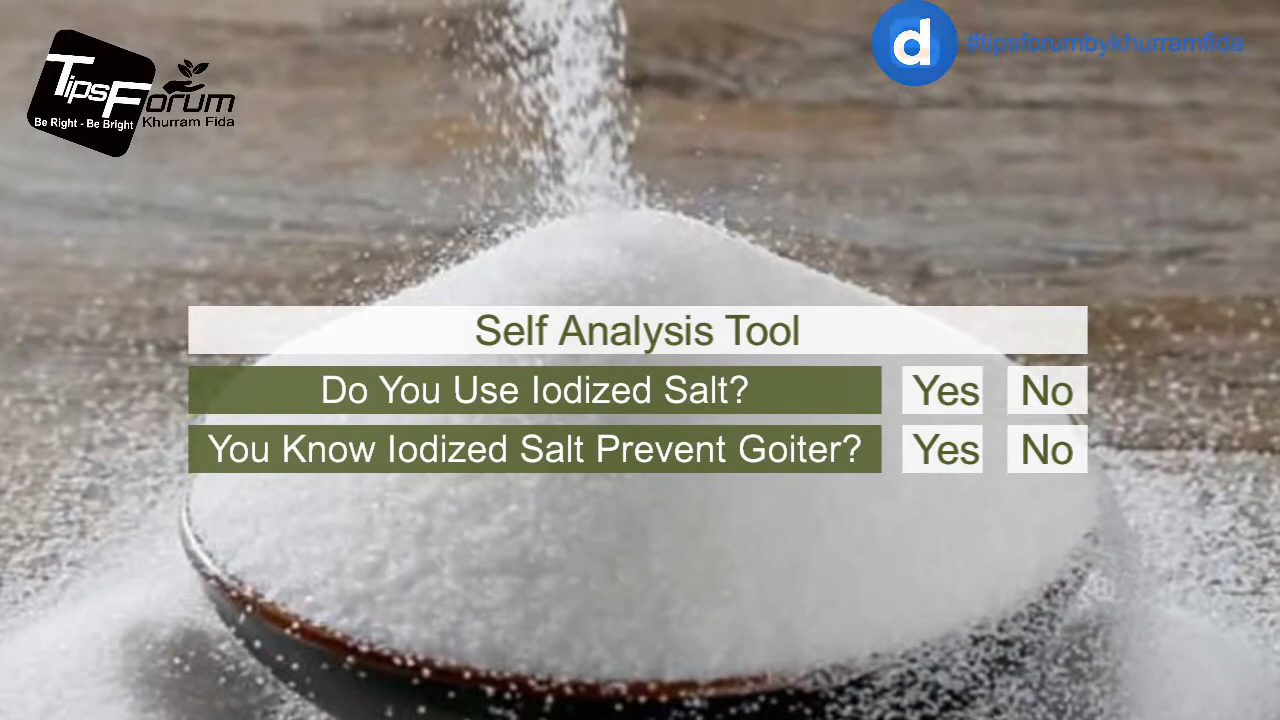 TipsForum
Be Right - Be Bright
Khurram Fida
d
#tipsforumbykhurramfida
Self Analysis Tool
Do You Use Iodized Salt? Yes No
You Know Iodized Salt Prevent Goiter? Yes No